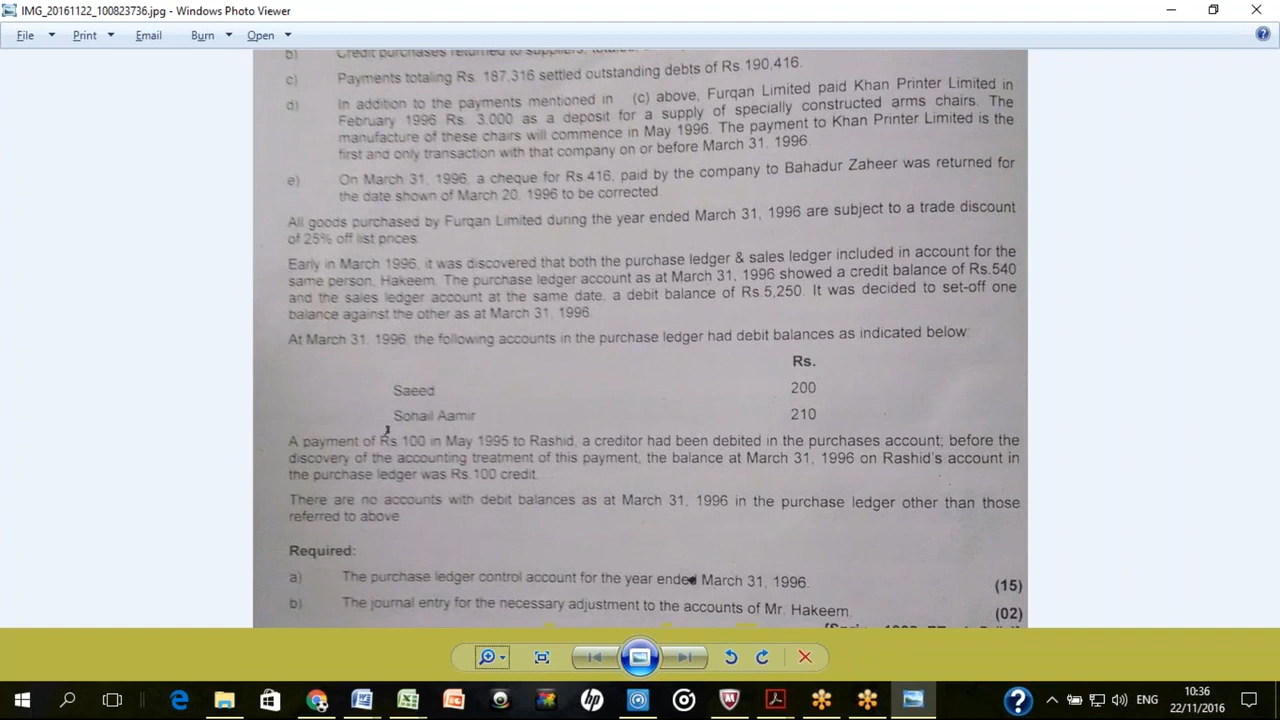 IMG_20161122_100823736.jpg - Windows Photo Viewer
File Print Email Burn Open
b) Credit purchases returned to suppliers,
c) Payments totaling Rs. 187,316 settled outstanding debts of Rs.190,416.
d) In addition to the payments mentioned in (c) above, Furqan Limited paid Khan Printer Limited in
February 1996 Rs. 3,000 as a deposit for a supply of specially constructed arms chairs. The
manufacture of these chairs will commence in May 1996. The payment to Khan Printer Limited is the
first and only transaction with that company on or before March 31, 1996.
e) On March 31, 1996, a cheque for Rs.416, paid by the company to Bahadur Zaheer was returned for
the date shown of March 20, 1996 to be corrected.
All goods purchased by Furqan Limited during the year ended March 31, 1996 are subject to a trade discount
of 25% off list prices.
Early in March 1996, it was discovered that both the purchase ledger & sales ledger included in account for the
same person, Hakeem. The purchase ledger account as at March 31, 1996 showed a credit balance of Rs.540
and the sales ledger account at the same date, a debit balance of Rs.5,250. It was decided to set-off one
balance against the other as at March 31, 1996.
At March 31, 1996, the following accounts in the purchase ledger had debit balances as indicated below:
Rs.
Saeed 200
Sohail Aamir 210
A payment of Rs 100 in May 1995 to Rashid, a creditor had been debited in the purchases account; before the
discovery of the accounting treatment of this payment, the balance at March 31, 1996 on Rashid's account in
the purchase ledger was Rs.100 credit.
There are no accounts with debit balances as at March 31, 1996 in the purchase ledger other than those
referred to above.
Required:
a) The purchase ledger control account for the year ended March 31, 1996. (15)
b) The journal entry for the necessary adjustment to the accounts of Mr. Hakeem. (02)
ENG
10:36
22/11/2016